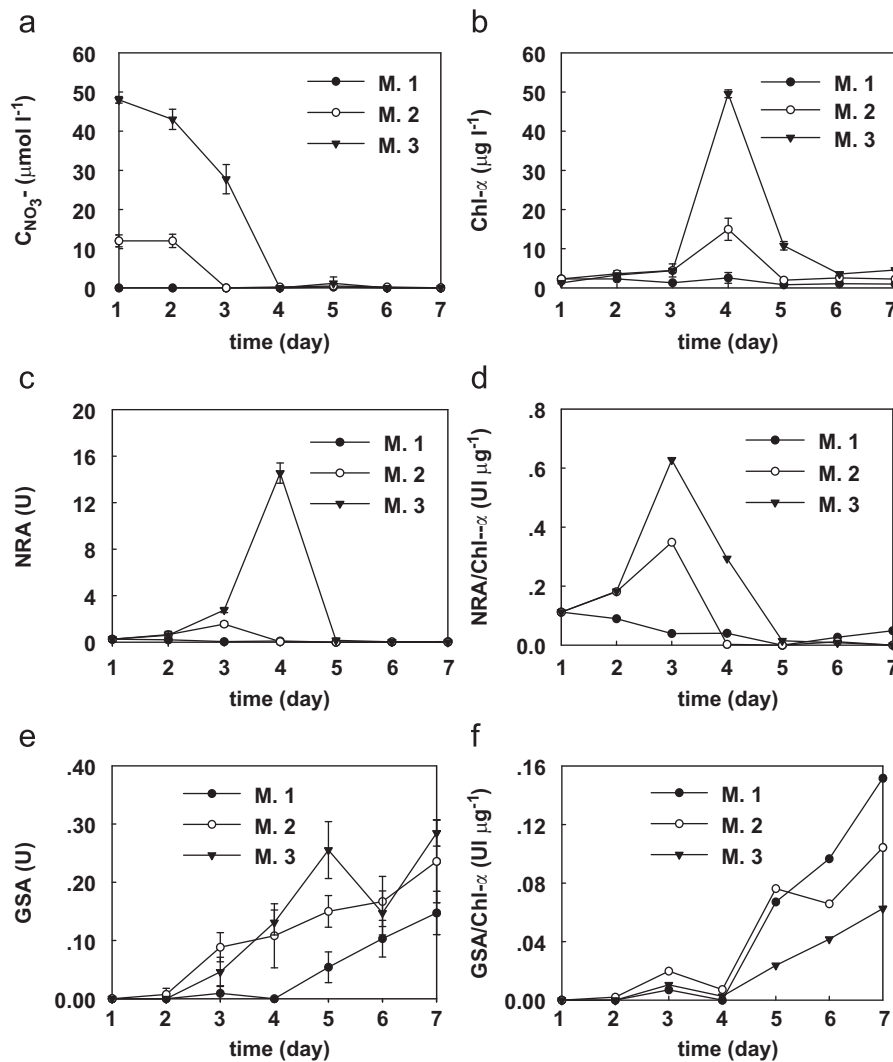 a
60
50
40
30
20
10
0
C_NO3- (μmol l⁻¹)
M. 1
M. 2
M. 3
1 2 3 4 5 6 7
time (day)
b
60
50
40
30
20
10
0
Chl-α (μg l⁻¹)
M. 1
M. 2
M. 3
1 2 3 4 5 6 7
time (day)
c
20
16
12
8
4
0
NRA (U)
M. 1
M. 2
M. 3
1 2 3 4 5 6 7
time (day)
d
.8
.6
.4
.2
0.0
NRA/Chl--α (UI μg⁻¹)
M. 1
M. 2
M. 3
1 2 3 4 5 6 7
time (day)
e
.40
.30
.20
.10
0.00
GSA (U)
M. 1
M. 2
M. 3
1 2 3 4 5 6 7
time (day)
f
.16
.12
.08
.04
0.00
GSA/Chl-α (UI μg⁻¹)
M. 1
M. 2
M. 3
1 2 3 4 5 6 7
time (day)